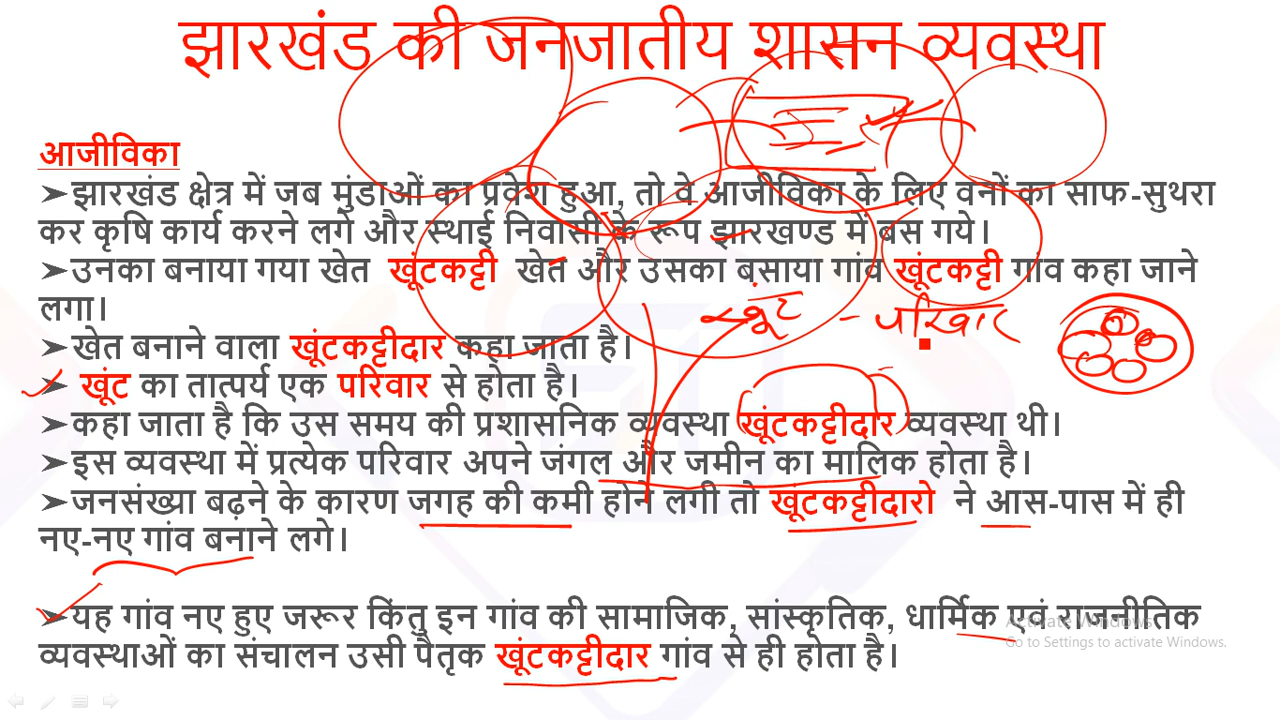 झारखंड की जनजातीय शासन व्यवस्था
आजीविका
➤झारखंड क्षेत्र में जब मुंडाओं का प्रवेश हुआ, तो वे आजीविका के लिए वनों का साफ-सुथरा
कर कृषि कार्य करने लगे और स्थाई निवासी के रूप झारखण्ड में बस गये।
➤उनका बनाया गया खेत खूंटकट्टी खेत और उसका बसाया गांव खूंटकट्टी गांव कहा जाने
लगा।
खूंट - परिवार
➤खेत बनाने वाला खूंटकट्टीदार कहा जाता है।
➤ खूंट का तात्पर्य एक परिवार से होता है।
➤कहा जाता है कि उस समय की प्रशासनिक व्यवस्था खूंटकट्टीदार व्यवस्था थी।
➤इस व्यवस्था में प्रत्येक परिवार अपने जंगल और जमीन का मालिक होता है।
➤जनसंख्या बढ़ने के कारण जगह की कमी होने लगी तो खूंटकट्टीदारो ने आस-पास में ही
नए-नए गांव बनाने लगे।
➤यह गांव नए हुए जरूर किंतु इन गांव की सामाजिक, सांस्कृतिक, धार्मिक एवं राजनीतिक
व्यवस्थाओं का संचालन उसी पैतृक खूंटकट्टीदार गांव से ही होता है।
Activate Windows
Go to Settings to activate Windows.